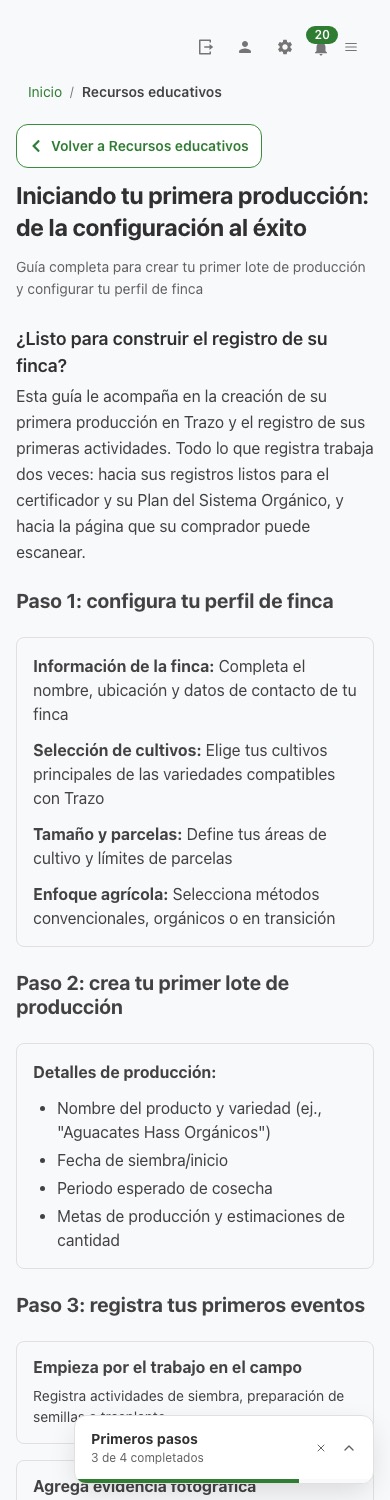 20
Inicio / Recursos educativos
Volver a Recursos educativos
Iniciando tu primera producción:
de la configuración al éxito
Guía completa para crear tu primer lote de producción
y configurar tu perfil de finca
¿Listo para construir el registro de su
finca?
Esta guía le acompaña en la creación de su
primera producción en Trazo y el registro de sus
primeras actividades. Todo lo que registra trabaja
dos veces: hacia sus registros listos para el
certificador y su Plan del Sistema Orgánico, y
hacia la página que su comprador puede
escanear.
Paso 1: configura tu perfil de finca
Información de la finca: Completa el
nombre, ubicación y datos de contacto de tu
finca
Selección de cultivos: Elige tus cultivos
principales de las variedades compatibles
con Trazo
Tamaño y parcelas: Define tus áreas de
cultivo y límites de parcelas
Enfoque agrícola: Selecciona métodos
convencionales, orgánicos o en transición
Paso 2: crea tu primer lote de
producción
Detalles de producción:
• Nombre del producto y variedad (ej.,
"Aguacates Hass Orgánicos")
• Fecha de siembra/inicio
• Periodo esperado de cosecha
• Metas de producción y estimaciones de
cantidad
Paso 3: registra tus primeros eventos
Empieza por el trabajo en el campo
Registra actividades de siembra, preparación de
semillas
Primeros pasos
3 de 4 completados
Agrega evidencia fotográfica